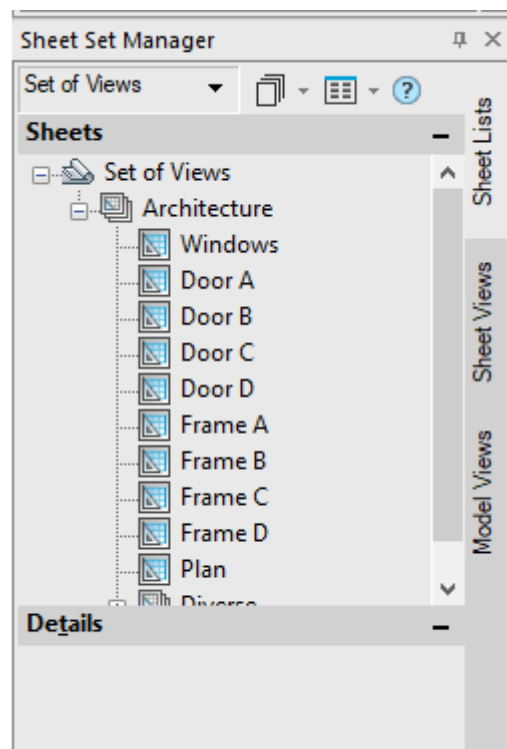 Sheet Set Manager
Set of Views
Sheets
Set of Views
Architecture
Windows
Door A
Door B
Door C
Door D
Frame A
Frame B
Frame C
Frame D
Plan
Diverse
Details
Sheet Lists
Sheet Views
Model Views